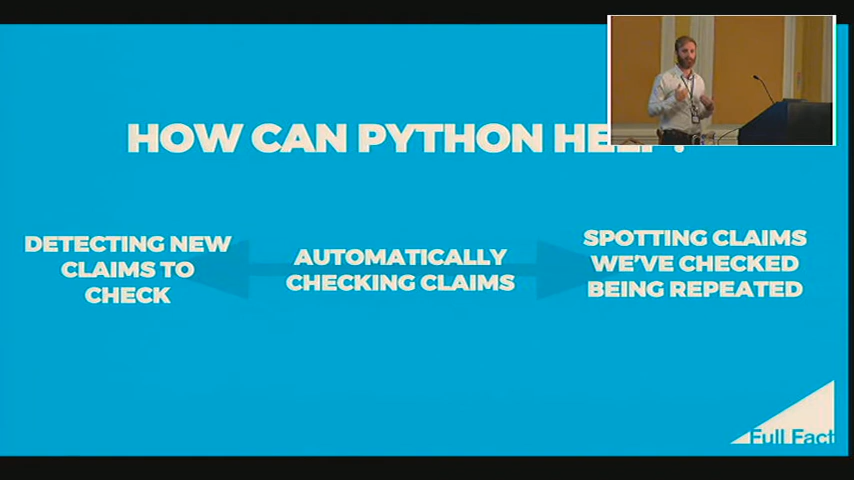 HOW CAN PYTHON
DETECTING NEW
CLAIMS TO
CHECK
AUTOMATICALLY
CHECKING CLAIMS
SPOTTING CLAIMS
WE'VE CHECKED
BEING REPEATED
Full Fact